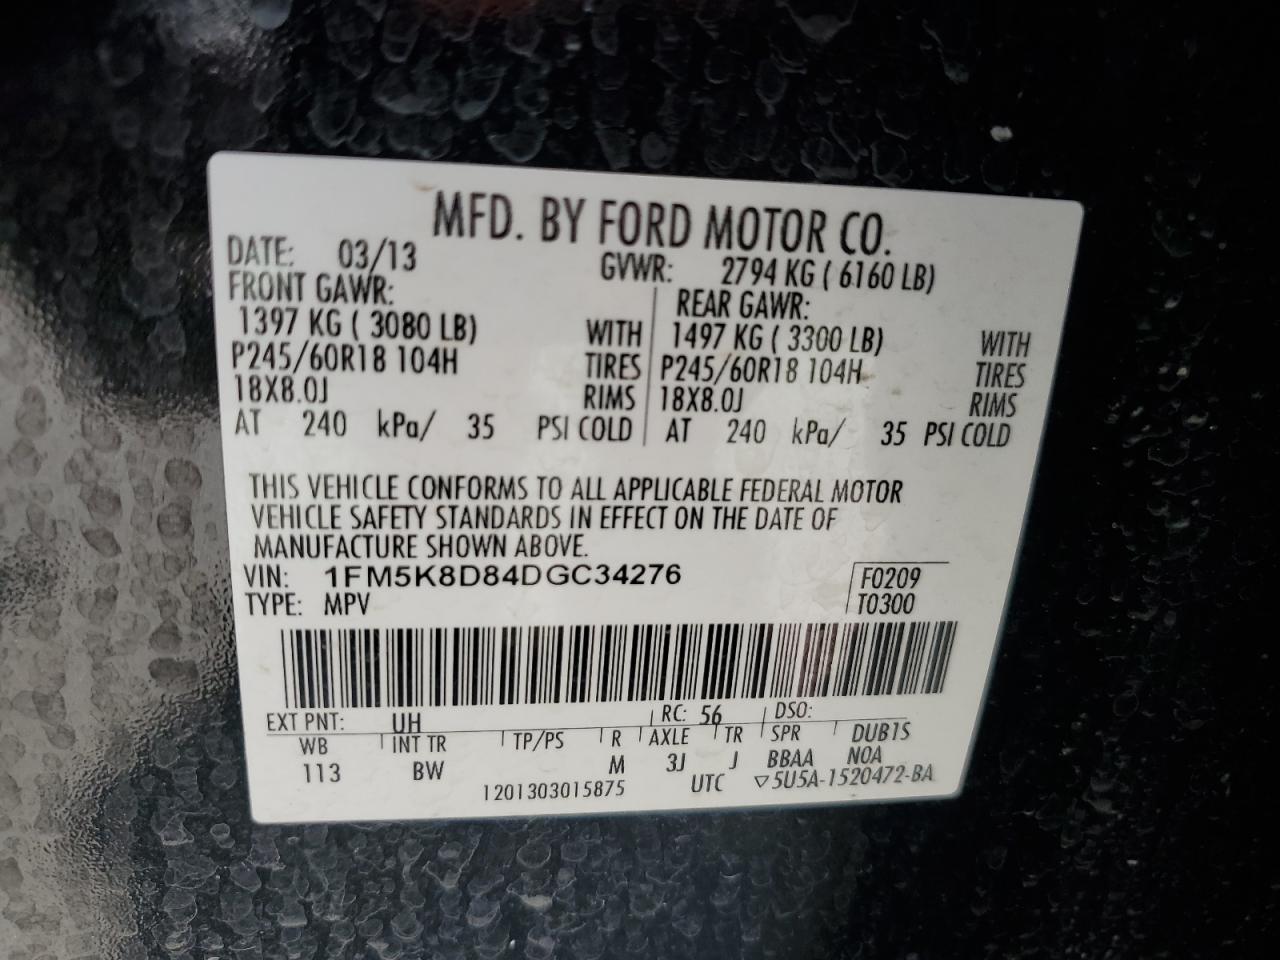 MFD. BY FORD MOTOR CO.
DATE: 03/13 GVWR: 2794 KG ( 6160 LB)
FRONT GAWR: REAR GAWR:
1397 KG ( 3080 LB) WITH 1497 KG ( 3300 LB) WITH
P245/60R18 104H TIRES P245/60R18 104H TIRES
18X8.0J RIMS 18X8.0J RIMS
AT 240 kPa/ 35 PSI COLD AT 240 kPa/ 35 PSI COLD
THIS VEHICLE CONFORMS TO ALL APPLICABLE FEDERAL MOTOR
VEHICLE SAFETY STANDARDS IN EFFECT ON THE DATE OF
MANUFACTURE SHOWN ABOVE.
VIN: 1FM5K8D84DGC34276 F0209
TYPE: MPV T0300
EXT PNT: UH RC: 56 DSO:
WB INT TR TP/PS R AXLE TR SPR DUB1S
113 BW M 3J J BBAA NOA
1201303015875 UTC ▽5U5A-1520472-BA